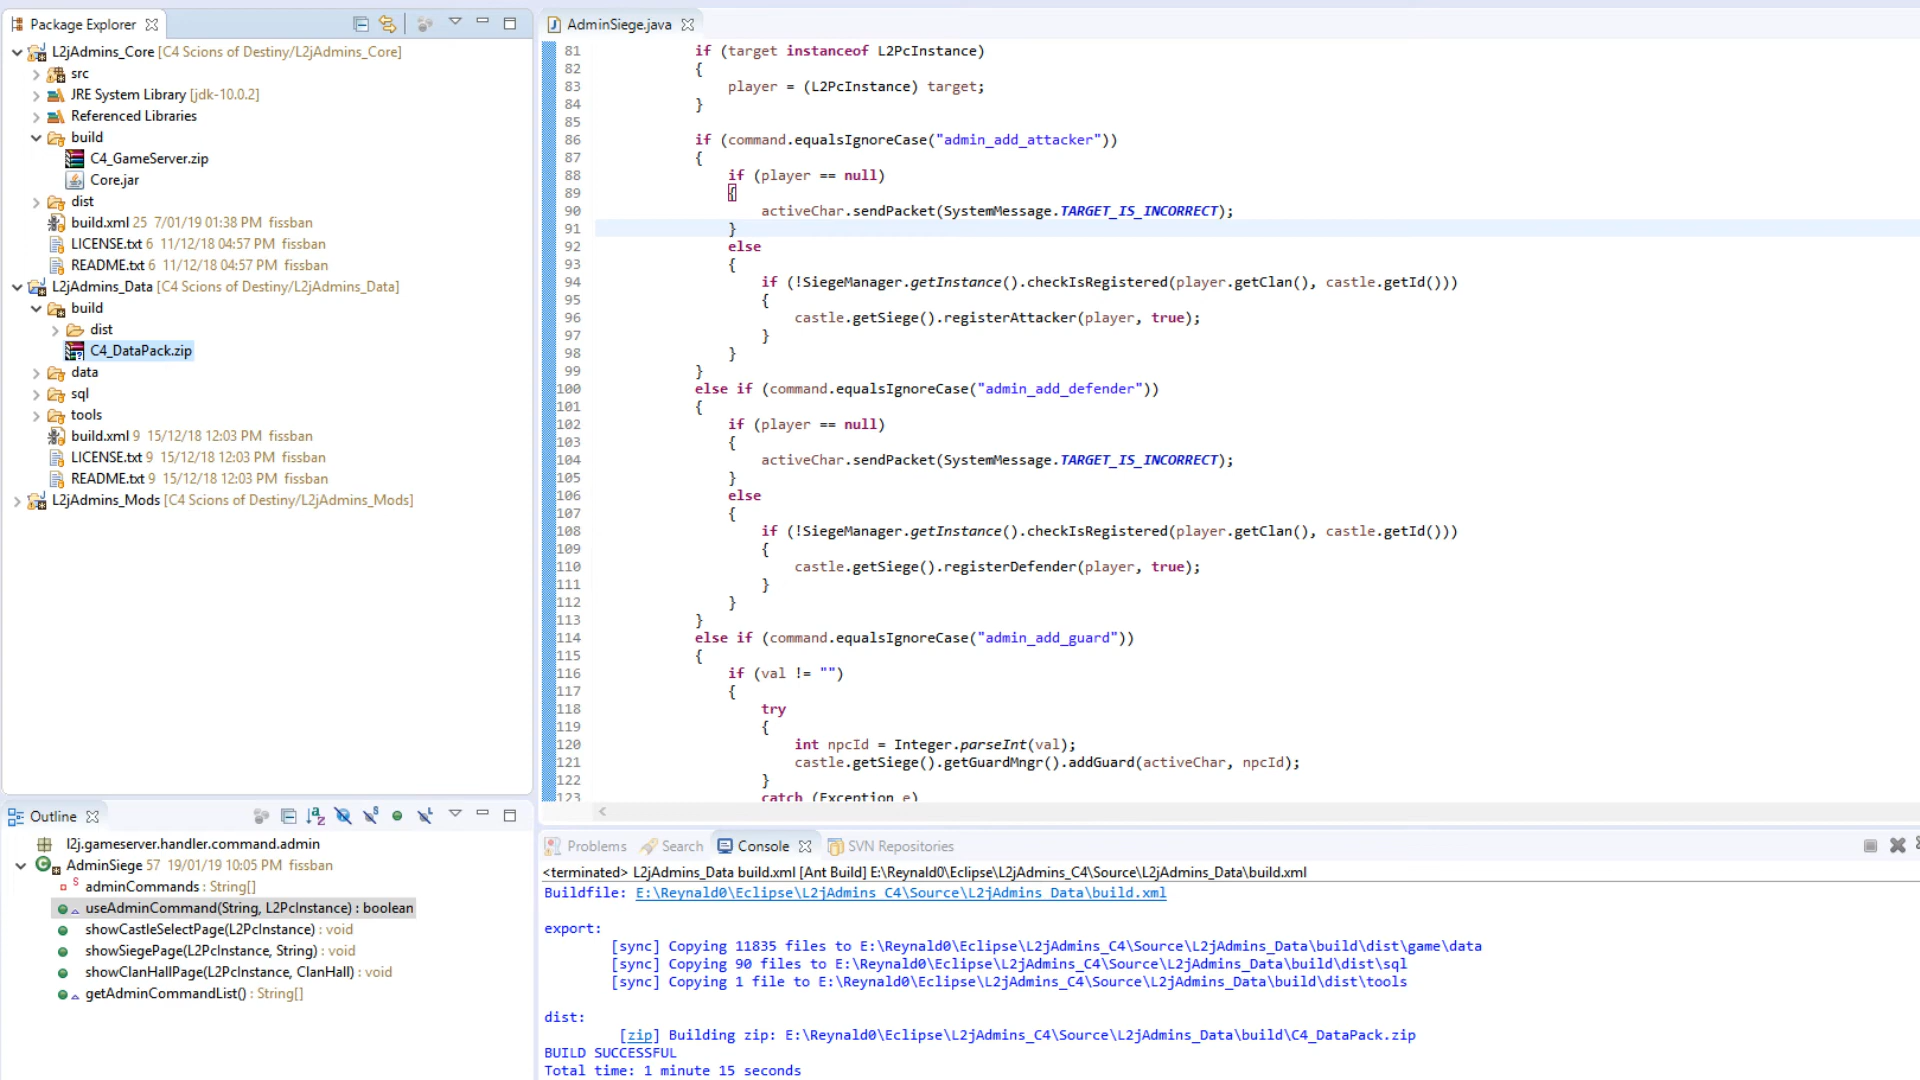 Package Explorer
L2jAdmins_Core [C4 Scions of Destiny/L2jAdmins_Core]
src
JRE System Library [jdk-10.0.2]
Referenced Libraries
build
C4_GameServer.zip
Core.jar
dist
build.xml 25 7/01/19 01:38 PM fissban
LICENSE.txt 6 11/12/18 04:57 PM fissban
README.txt 6 11/12/18 04:57 PM fissban
L2jAdmins_Data [C4 Scions of Destiny/L2jAdmins_Data]
build
dist
C4_DataPack.zip
data
sql
tools
build.xml 9 15/12/18 12:03 PM fissban
LICENSE.txt 9 15/12/18 12:03 PM fissban
README.txt 9 15/12/18 12:03 PM fissban
L2jAdmins_Mods [C4 Scions of Destiny/L2jAdmins_Mods]
Outline
l2j.gameserver.handler.command.admin
AdminSiege 57 19/01/19 10:05 PM fissban
adminCommands : String[]
useAdminCommand(String, L2PcInstance) : boolean
showCastleSelectPage(L2PcInstance) : void
showSiegePage(L2PcInstance, String) : void
showClanHallPage(L2PcInstance, ClanHall) : void
getAdminCommandList() : String[]
AdminSiege.java
81 if (target instanceof L2PcInstance)
82 {
83 player = (L2PcInstance) target;
84 }
85
86 if (command.equalsIgnoreCase("admin_add_attacker"))
87 {
88 if (player == null)
89 {
90 activeChar.sendPacket(SystemMessage.TARGET_IS_INCORRECT);
91 }
92 else
93 {
94 if (!SiegeManager.getInstance().checkIsRegistered(player.getClan(), castle.getId()))
95 {
96 castle.getSiege().registerAttacker(player, true);
97 }
98 }
99 }
100 else if (command.equalsIgnoreCase("admin_add_defender"))
101 {
102 if (player == null)
103 {
104 activeChar.sendPacket(SystemMessage.TARGET_IS_INCORRECT);
105 }
106 else
107 {
108 if (!SiegeManager.getInstance().checkIsRegistered(player.getClan(), castle.getId()))
109 {
110 castle.getSiege().registerDefender(player, true);
111 }
112 }
113 }
114 else if (command.equalsIgnoreCase("admin_add_guard"))
115 {
116 if (val != "")
117 {
118 try
119 {
120 int npcId = Integer.parseInt(val);
121 castle.getSiege().getGuardMngr().addGuard(activeChar, npcId);
122 }
123 catch (Exception e)
Problems Search Console SVN Repositories
<terminated> L2jAdmins_Data build.xml [Ant Build] E:\Reynald0\Eclipse\L2jAdmins_C4\Source\L2jAdmins_Data\build.xml
Buildfile: E:\Reynald0\Eclipse\L2jAdmins_C4\Source\L2jAdmins_Data\build.xml
export:
[sync] Copying 11835 files to E:\Reynald0\Eclipse\L2jAdmins_C4\Source\L2jAdmins_Data\build\dist\game\data
[sync] Copying 90 files to E:\Reynald0\Eclipse\L2jAdmins_C4\Source\L2jAdmins_Data\build\dist\sql
[sync] Copying 1 file to E:\Reynald0\Eclipse\L2jAdmins_C4\Source\L2jAdmins_Data\build\dist\tools
dist:
[zip] Building zip: E:\Reynald0\Eclipse\L2jAdmins_C4\Source\L2jAdmins_Data\build\C4_DataPack.zip
BUILD SUCCESSFUL
Total time: 1 minute 15 seconds